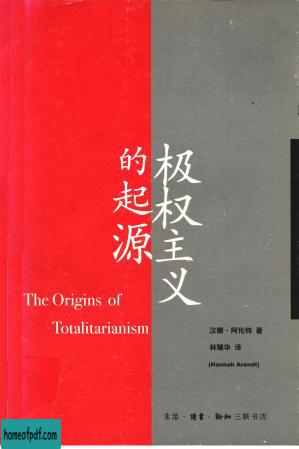 极权主义
的起源
The Origins of
Totalitarianism
汉娜·阿伦特 著
林骧华 译
(Hannah Arendt)
生活·读书·新知三联书店
homeofpdf.com